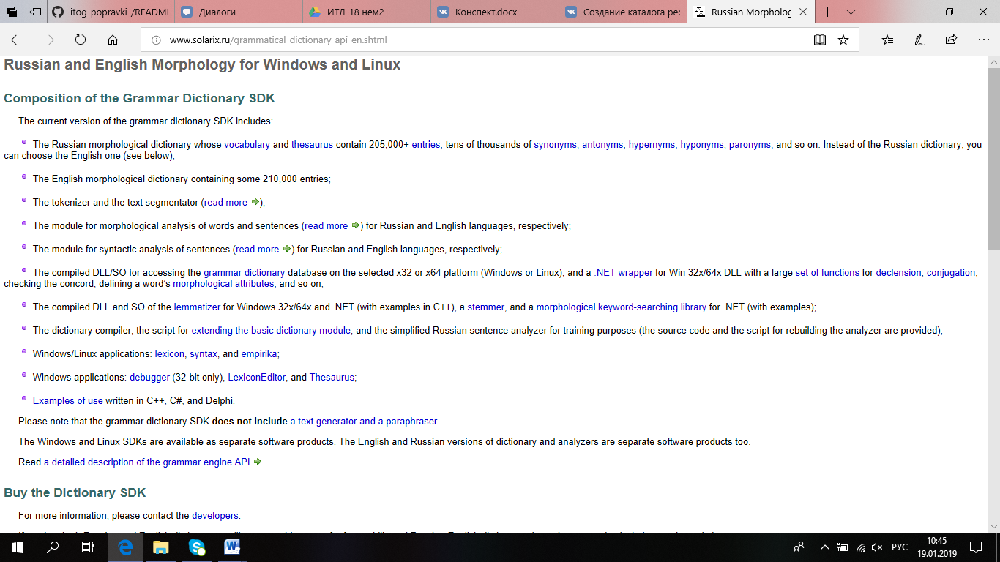 itog-popravki-/READMI
Диалоги
ИТЛ-18 нем2
Конспект.docx
Создание каталога рес
Russian Morpholog
www.solarix.ru/grammatical-dictionary-api-en.shtml
Russian and English Morphology for Windows and Linux
Composition of the Grammar Dictionary SDK
The current version of the grammar dictionary SDK includes:
The Russian morphological dictionary whose vocabulary and thesaurus contain 205,000+ entries, tens of thousands of synonyms, antonyms, hypernyms, hyponyms, paronyms, and so on. Instead of the Russian dictionary, you
can choose the English one (see below);
The English morphological dictionary containing some 210,000 entries;
The tokenizer and the text segmentator (read more );
The module for morphological analysis of words and sentences (read more ) for Russian and English languages, respectively;
The module for syntactic analysis of sentences (read more ) for Russian and English languages, respectively;
The compiled DLL/SO for accessing the grammar dictionary database on the selected x32 or x64 platform (Windows or Linux), and a .NET wrapper for Win 32x/64x DLL with a large set of functions for declension, conjugation,
checking the concord, defining a word's morphological attributes, and so on;
The compiled DLL and SO of the lemmatizer for Windows 32x/64x and .NET (with examples in C++), a stemmer, and a morphological keyword-searching library for .NET (with examples);
The dictionary compiler, the script for extending the basic dictionary module, and the simplified Russian sentence analyzer for training purposes (the source code and the script for rebuilding the analyzer are provided);
Windows/Linux applications: lexicon, syntax, and empirika;
Windows applications: debugger (32-bit only), LexiconEditor, and Thesaurus;
Examples of use written in C++, C#, and Delphi.
Please note that the grammar dictionary SDK does not include a text generator and a paraphraser.
The Windows and Linux SDKs are available as separate software products. The English and Russian versions of dictionary and analyzers are separate software products too.
Read a detailed description of the grammar engine API
Buy the Dictionary SDK
For more information, please contact the developers.
РУС
10:45
19.01.2019